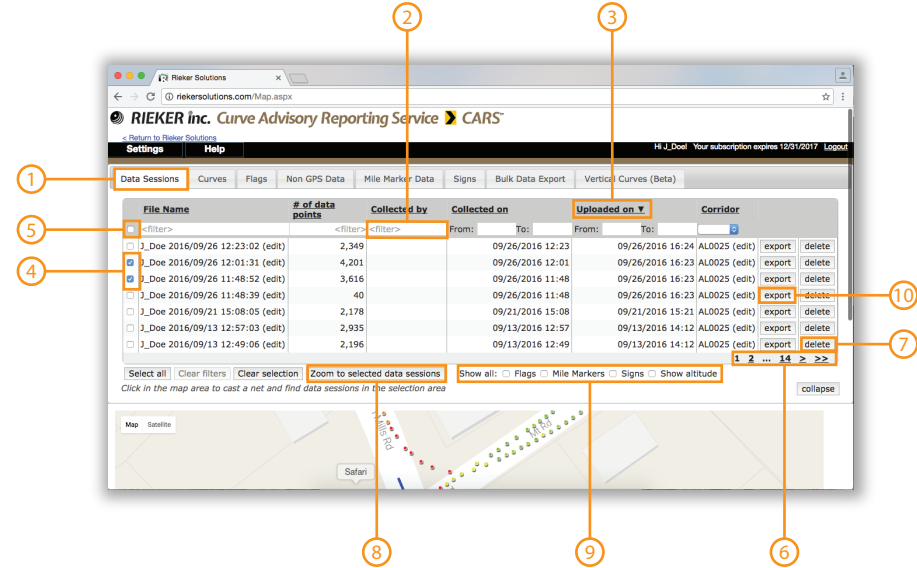 2 3
Rieker Solutions
riekersolutions.com/Map.aspx
RIEKER inc. Curve Advisory Reporting Service CARS
< Return to Rieker Solutions
Settings Help Hi J_Doel Your subscription expires 12/31/2017 Logout
1 Data Sessions Curves Flags Non GPS Data Mile Marker Data Signs Bulk Data Export Vertical Curves (Beta)
File Name # of data points Collected by Collected on Uploaded on ▼ Corridor
5 <filter> <filter> <filter> From: To: From: To:
J_Doe 2016/09/26 12:23:02 (edit) 2,349 09/26/2016 12:23 09/26/2016 16:24 AL0025 (edit) export delete
4 J_Doe 2016/09/26 12:01:31 (edit) 4,201 09/26/2016 12:01 09/26/2016 16:23 AL0025 (edit) export delete
J_Doe 2016/09/26 11:48:52 (edit) 3,616 09/26/2016 11:48 09/26/2016 16:23 AL0025 (edit) export delete
J_Doe 2016/09/26 11:48:39 (edit) 40 09/26/2016 11:48 09/26/2016 16:23 AL0025 (edit) export delete 10
J_Doe 2016/09/21 15:08:05 (edit) 2,178 09/21/2016 15:08 09/21/2016 15:21 AL0025 (edit) export delete
J_Doe 2016/09/13 12:57:03 (edit) 2,935 09/13/2016 12:57 09/13/2016 14:12 AL0025 (edit) export delete
J_Doe 2016/09/13 12:49:06 (edit) 2,196 09/13/2016 12:49 09/13/2016 14:12 AL0025 (edit) export delete 7
1 2 ... 14 > >>
Select all Clear filters Clear selection Zoom to selected data sessions Show all: Flags Mile Markers Signs Show altitude
Click in the map area to cast a net and find data sessions in the selection area collapse
Map Satellite
Mills Rd
Mt Rd
Safari
8 9 6